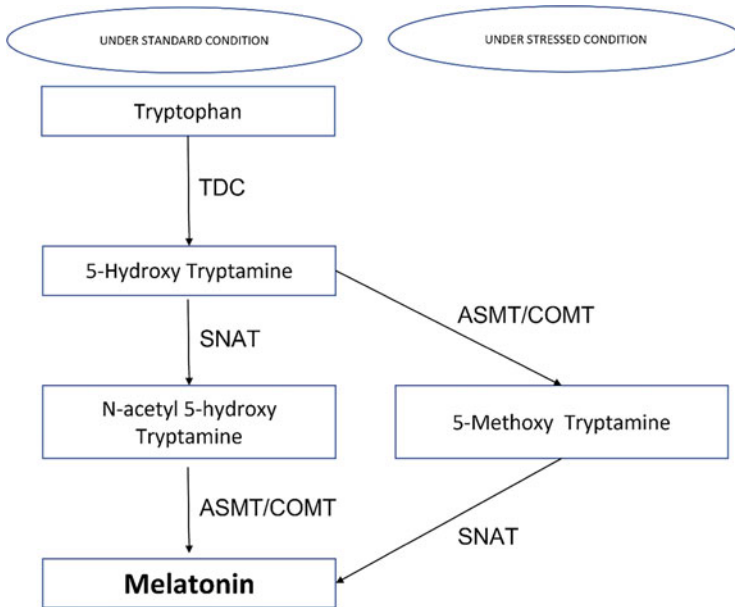 UNDER STANDARD CONDITION
UNDER STRESSED CONDITION
Tryptophan
TDC
5-Hydroxy Tryptamine
ASMT/COMT
SNAT
N-acetyl 5-hydroxy
Tryptamine
5-Methoxy Tryptamine
ASMT/COMT
SNAT
Melatonin